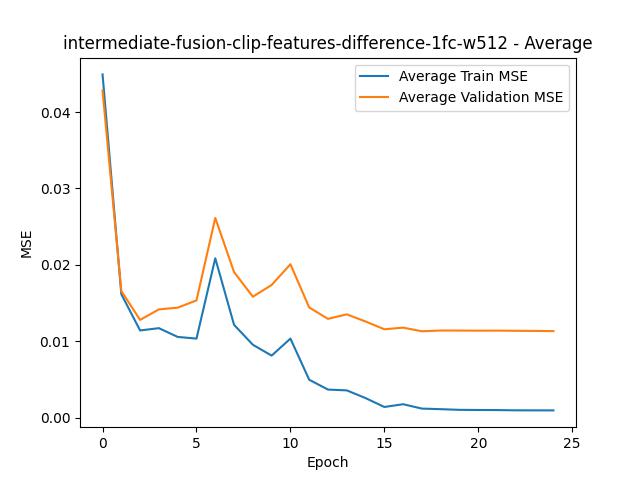 intermediate-fusion-clip-features-difference-1fc-w512 - Average
Average Train MSE
Average Validation MSE
MSE
0.04
0.03
0.02
0.01
0.00
0 5 10 15 20 25
Epoch